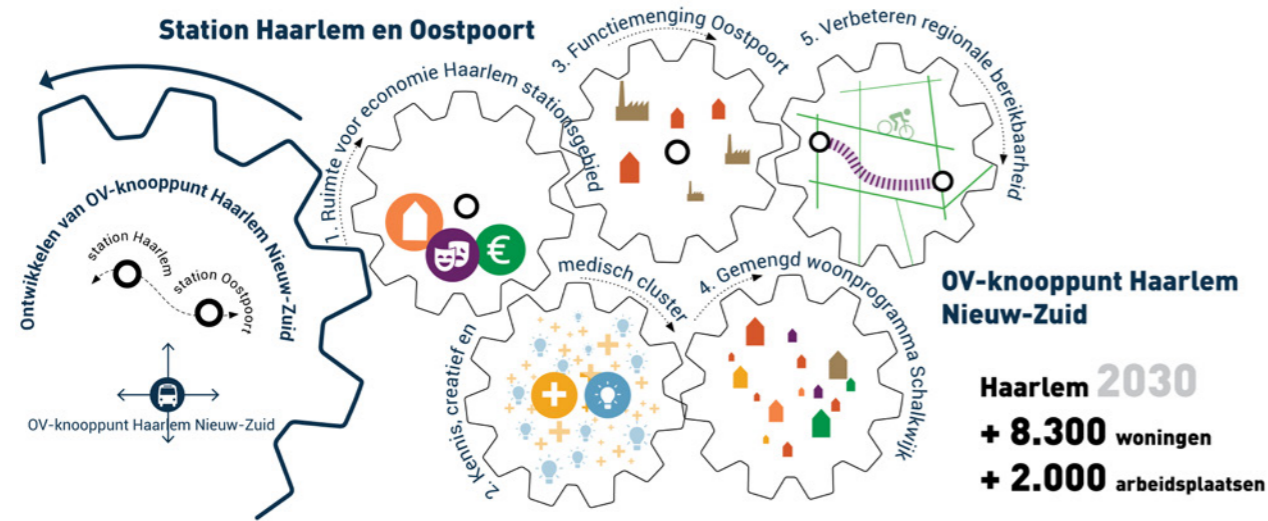 Station Haarlem en Oostpoort
Ontwikkelen van OV-knooppunt Haarlem Nieuw-Zuid
station Haarlem
station Oostpoort
OV-knooppunt Haarlem Nieuw-Zuid
1. Ruimte voor economie Haarlem stationsgebied
€
2. Kennis, creatief en
medisch cluster
3. Functiemenging Oostpoort
4. Gemengd woonprogramma Schalkwijk
5. Verbeteren regionale bereikbaarheid
OV-knooppunt Haarlem
Nieuw-Zuid
Haarlem 2030
+ 8.300 woningen
+ 2.000 arbeidsplaatsen